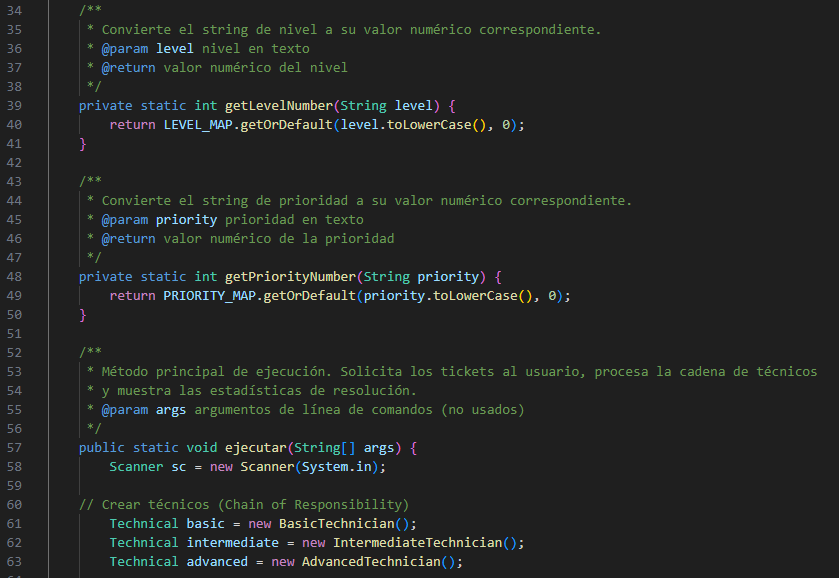 34 /**
35 * Convierte el string de nivel a su valor numérico correspondiente.
36 * @param level nivel en texto
37 * @return valor numérico del nivel
38 */
39 private static int getLevelNumber(String level) {
40 return LEVEL_MAP.getOrDefault(level.toLowerCase(), 0);
41 }
42
43 /**
44 * Convierte el string de prioridad a su valor numérico correspondiente.
45 * @param priority prioridad en texto
46 * @return valor numérico de la prioridad
47 */
48 private static int getPriorityNumber(String priority) {
49 return PRIORITY_MAP.getOrDefault(priority.toLowerCase(), 0);
50 }
51
52 /**
53 * Método principal de ejecución. Solicita los tickets al usuario, procesa la cadena de técnicos
54 * y muestra las estadísticas de resolución.
55 * @param args argumentos de línea de comandos (no usados)
56 */
57 public static void ejecutar(String[] args) {
58 Scanner sc = new Scanner(System.in);
59
60 // Crear técnicos (Chain of Responsibility)
61 Technical basic = new BasicTechnician();
62 Technical intermediate = new IntermediateTechnician();
63 Technical advanced = new AdvancedTechnician();